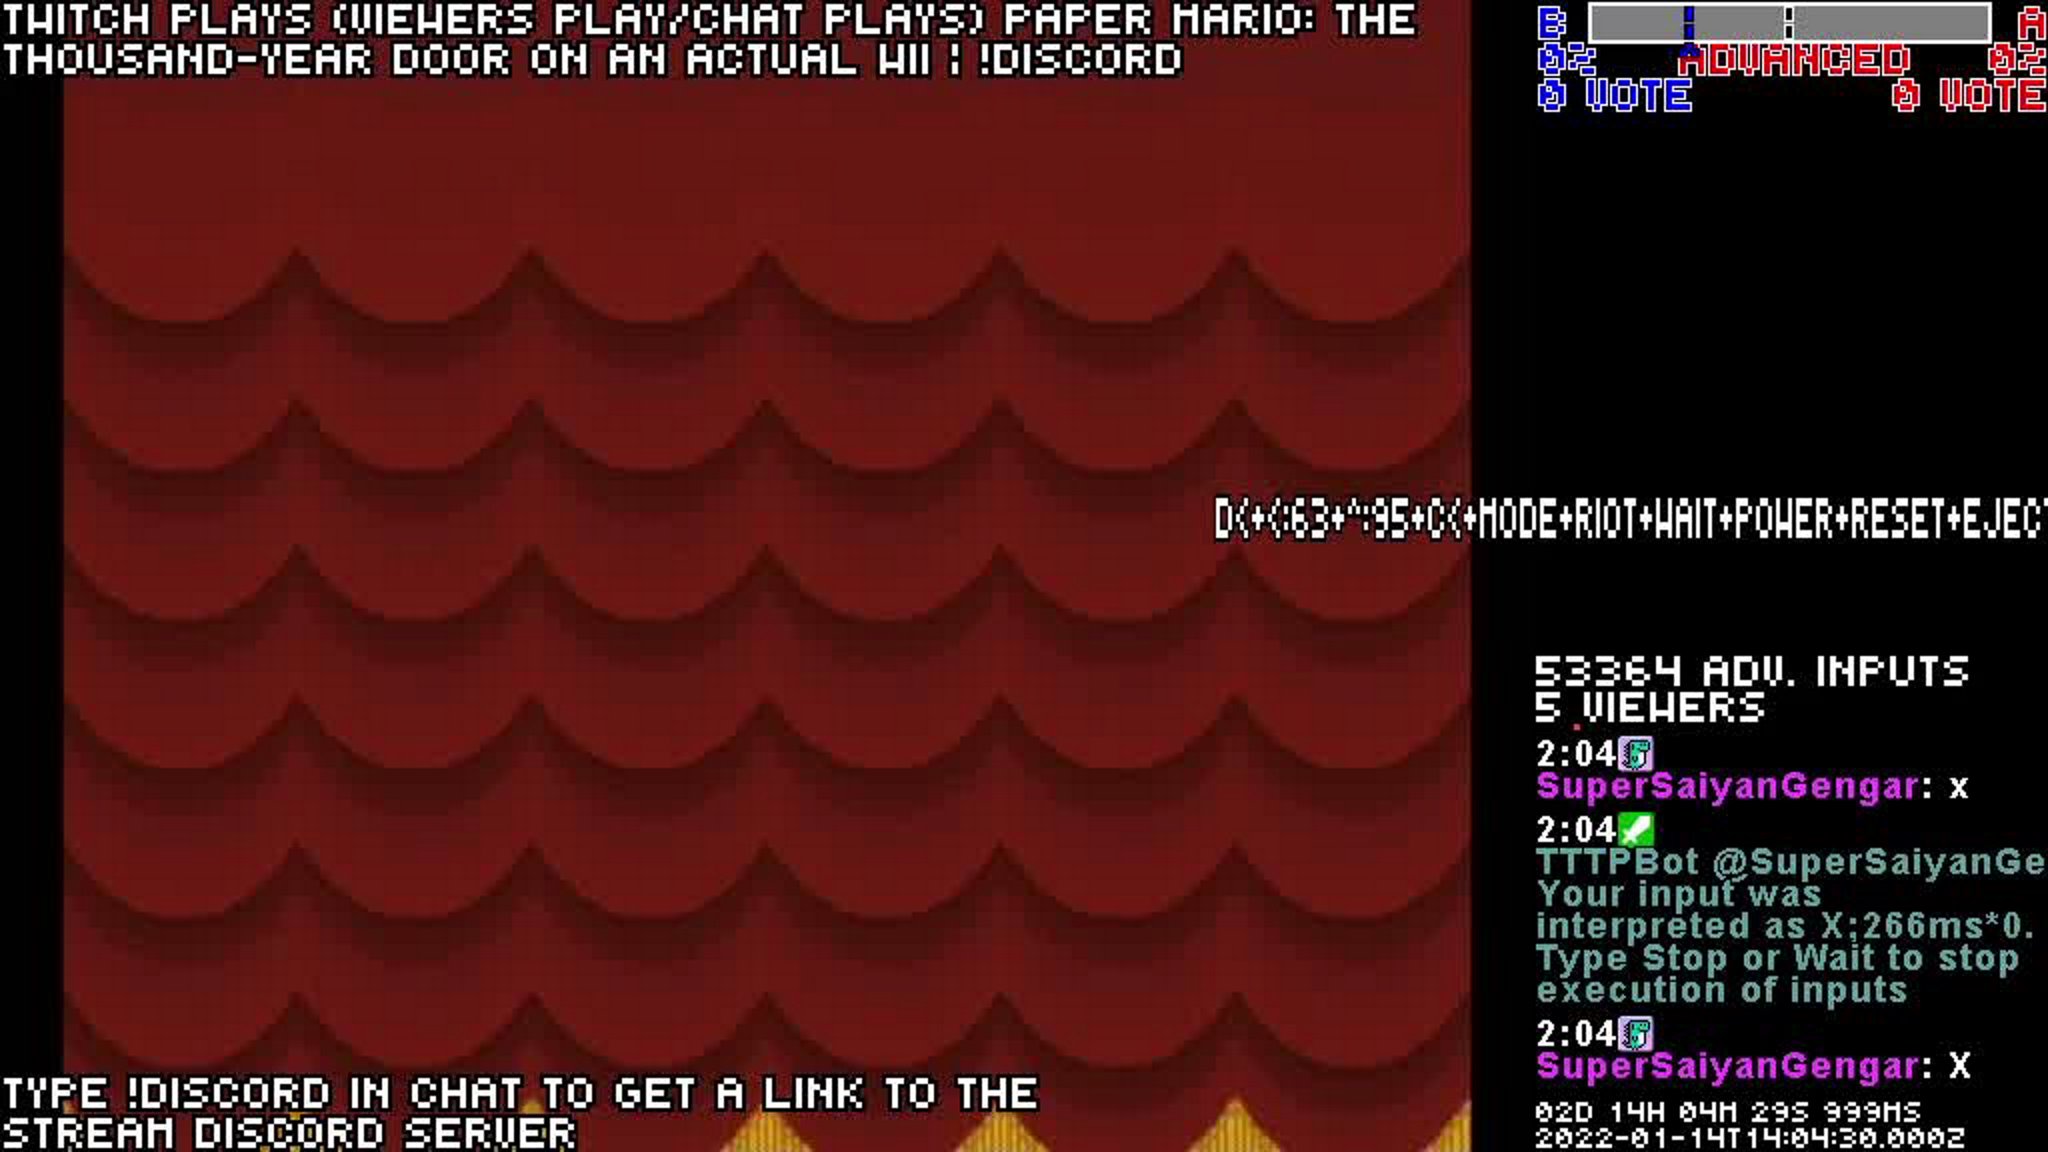 TWITCH PLAYS (VIEWERS PLAY/CHAT PLAYS) PAPER MARIO: THE
THOUSAND-YEAR DOOR ON AN ACTUAL WII ¦ !DISCORD
B A
0% ADVANCED 0%
0 VOTE 0 VOTE
D<+<:63+^:95+C<+MODE+RIOT+WAIT+POWER+RESET+EJECT
53364 ADV. INPUTS
5 VIEWERS
2:04
SuperSaiyanGengar: x
2:04
TTTPBot @SuperSaiyanGe
Your input was
interpreted as X;266ms*0.
Type Stop or Wait to stop
execution of inputs
2:04
SuperSaiyanGengar: X
TYPE !DISCORD IN CHAT TO GET A LINK TO THE
STREAM DISCORD SERVER
02D 14H 04M 29S 999MS
2022-01-14T14:04:30.000Z